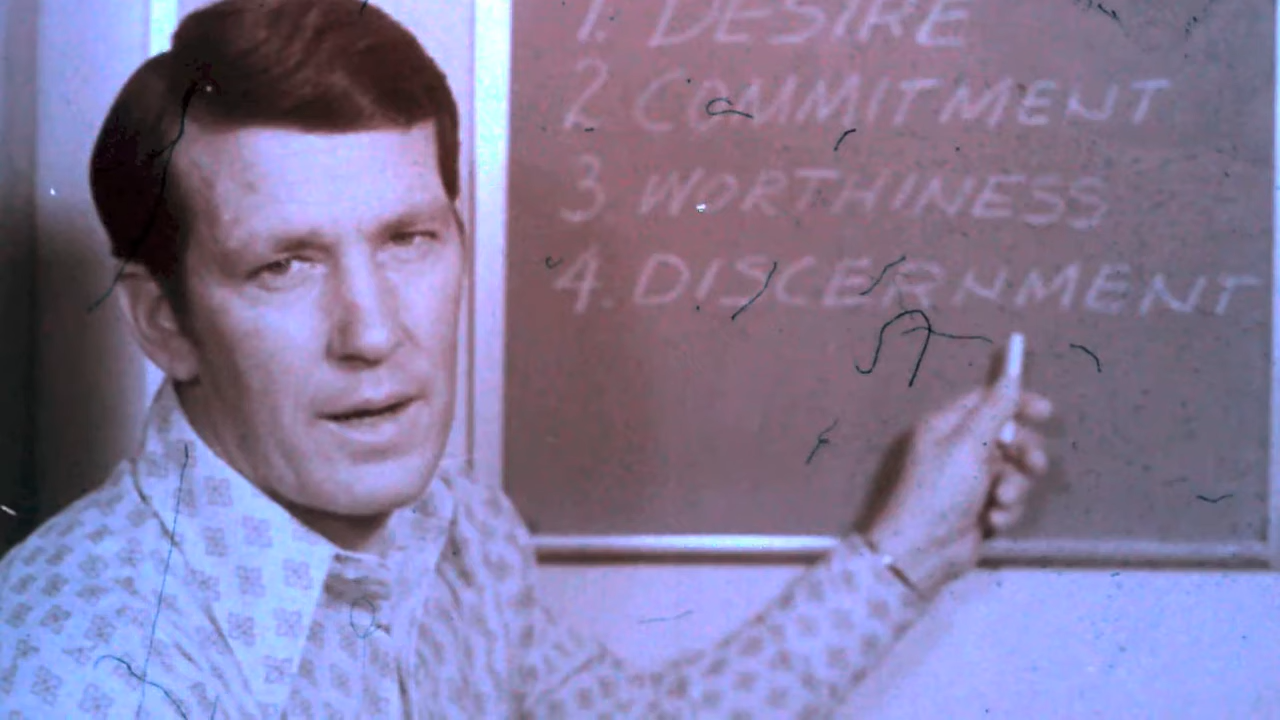 1. DESIRE
2 COMMITMENT
3. WORTHINESS
4. DISCERNMENT